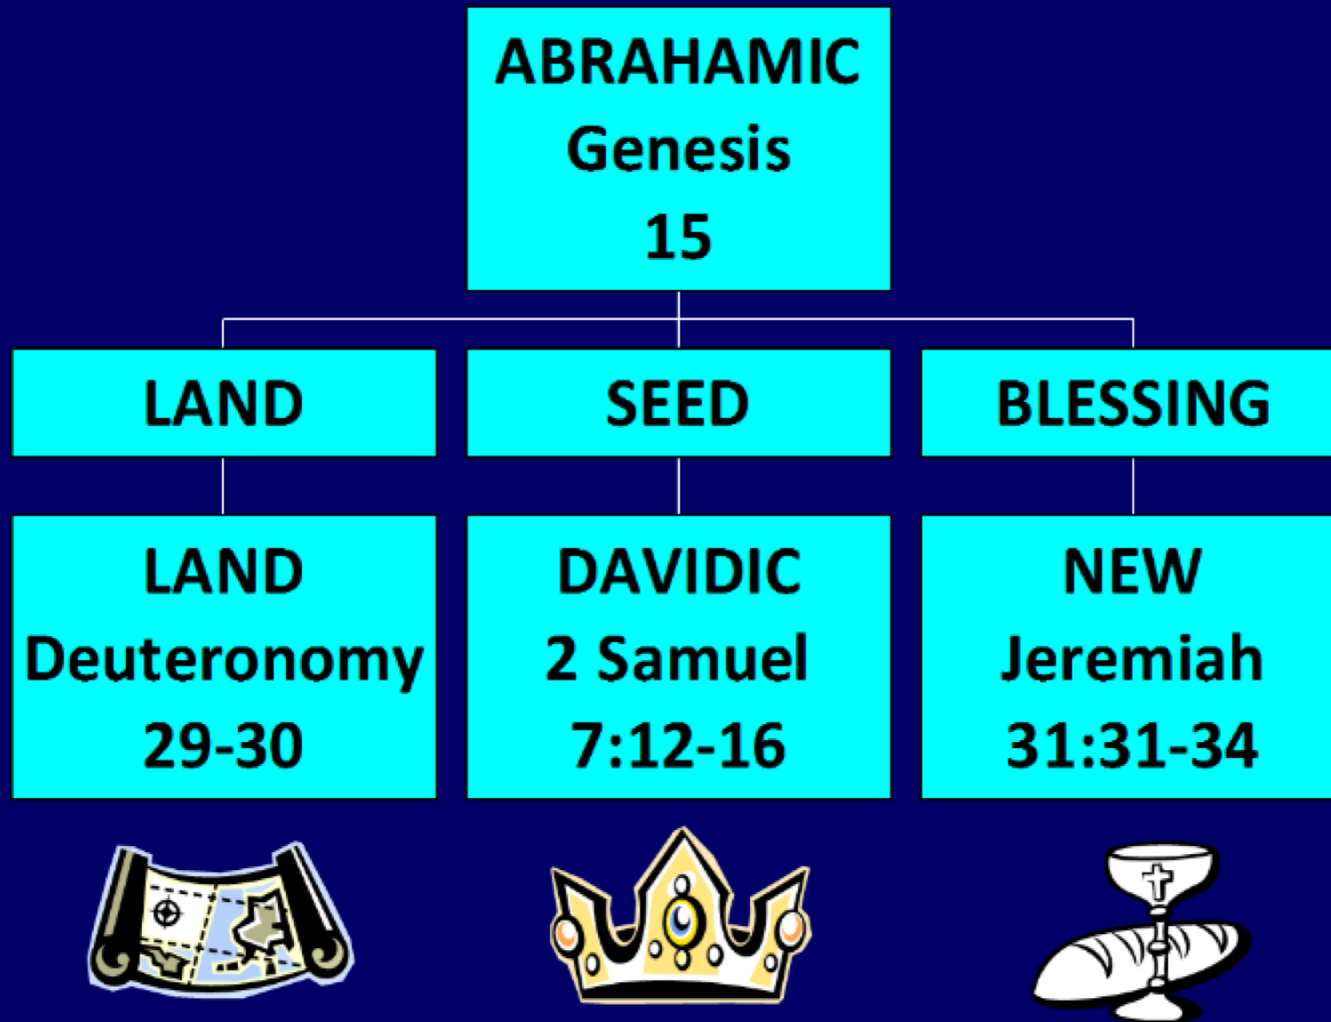 ABRAHAMIC
Genesis
15
LAND
SEED
BLESSING
LAND
Deuteronomy
29-30
DAVIDIC
2 Samuel
7:12-16
NEW
Jeremiah
31:31-34